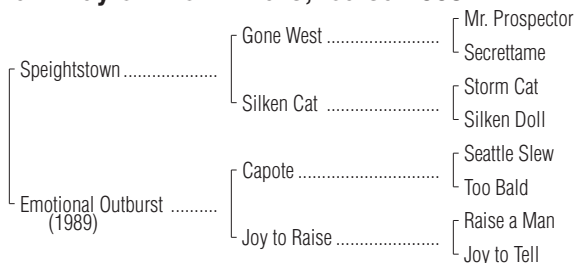 Mr. Prospector
Gone West
Secrettame
Speightstown
Storm Cat
Silken Cat
Silken Doll
Seattle Slew
Capote
Too Bald
Emotional Outburst
(1989)
Raise a Man
Joy to Raise
Joy to Tell